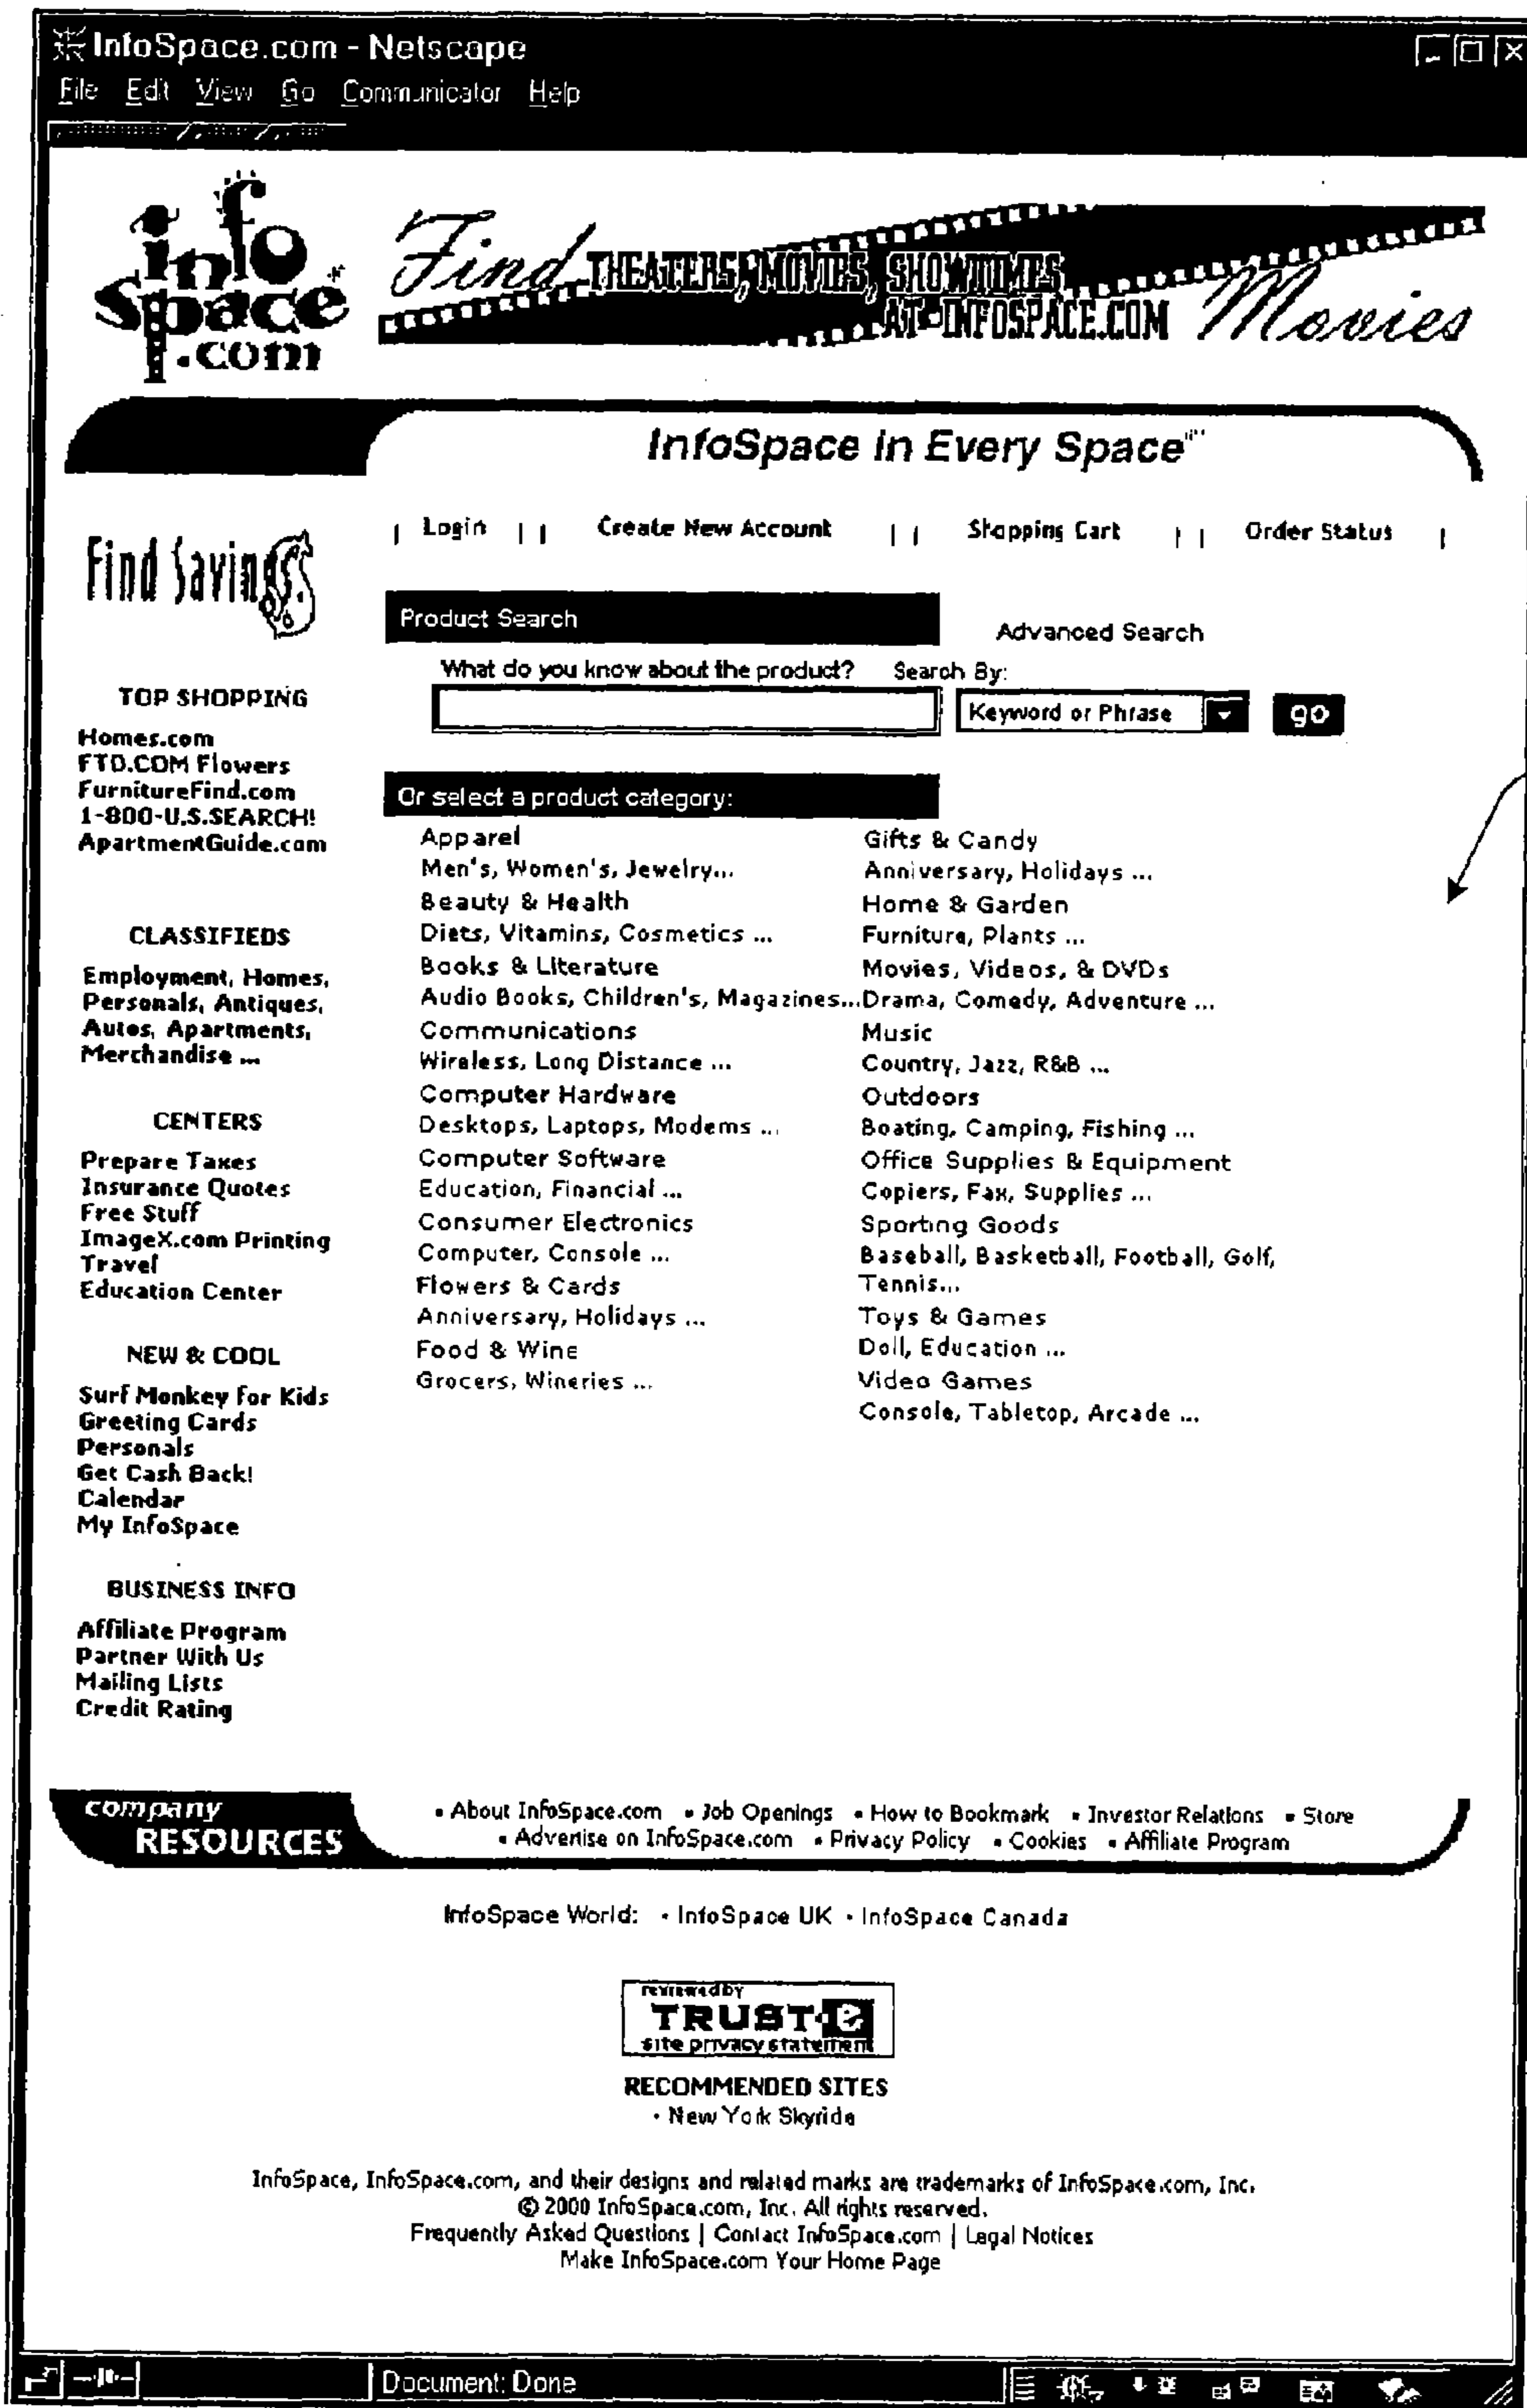 InfoSpace.com - Netscape
File Edit View Go Communicator Help
info
space
.com
Find THEATERS, MOVIES, SHOWTIMES
AT INFOSPACE.COM Movies
InfoSpace in Every Space
Find Savings
| Login | | Create New Account | | Shopping Cart | | Order Status |
Product Search
Advanced Search
What do you know about the product? Search By:
Keyword or Phrase go
TOP SHOPPING
Homes.com
FTD.COM Flowers
FurnitureFind.com
1-800-U.S.SEARCH!
ApartmentGuide.com
CLASSIFIEDS
Employment, Homes,
Personals, Antiques,
Autos, Apartments,
Merchandise ...
CENTERS
Prepare Taxes
Insurance Quotes
Free Stuff
ImageX.com Printing
Travel
Education Center
NEW & COOL
Surf Monkey for Kids
Greeting Cards
Personals
Get Cash Back!
Calendar
My InfoSpace
BUSINESS INFO
Affiliate Program
Partner With Us
Mailing Lists
Credit Rating
Or select a product category:
Apparel
Men's, Women's, Jewelry...
Beauty & Health
Diets, Vitamins, Cosmetics ...
Books & Literature
Audio Books, Children's, Magazines...
Communications
Wireless, Long Distance ...
Computer Hardware
Desktops, Laptops, Modems ...
Computer Software
Education, Financial ...
Consumer Electronics
Computer, Console ...
Flowers & Cards
Anniversary, Holidays ...
Food & Wine
Grocers, Wineries ...
Gifts & Candy
Anniversary, Holidays ...
Home & Garden
Furniture, Plants ...
Movies, Videos, & DVDs
Drama, Comedy, Adventure ...
Music
Country, Jazz, R&B ...
Outdoors
Boating, Camping, Fishing ...
Office Supplies & Equipment
Copiers, Fax, Supplies ...
Sporting Goods
Baseball, Basketball, Football, Golf,
Tennis...
Toys & Games
Doll, Education ...
Video Games
Console, Tabletop, Arcade ...
company
RESOURCES
▪ About InfoSpace.com ▪ Job Openings ▪ How to Bookmark ▪ Investor Relations ▪ Store
▪ Advertise on InfoSpace.com ▪ Privacy Policy ▪ Cookies ▪ Affiliate Program
InfoSpace World: • InfoSpace UK • InfoSpace Canada
reviewed by
TRUSTe
site privacy statement
RECOMMENDED SITES
• New York Skyride
InfoSpace, InfoSpace.com, and their designs and related marks are trademarks of InfoSpace.com, Inc.
© 2000 InfoSpace.com, Inc. All rights reserved.
Frequently Asked Questions | Contact InfoSpace.com | Legal Notices
Make InfoSpace.com Your Home Page
Document: Done